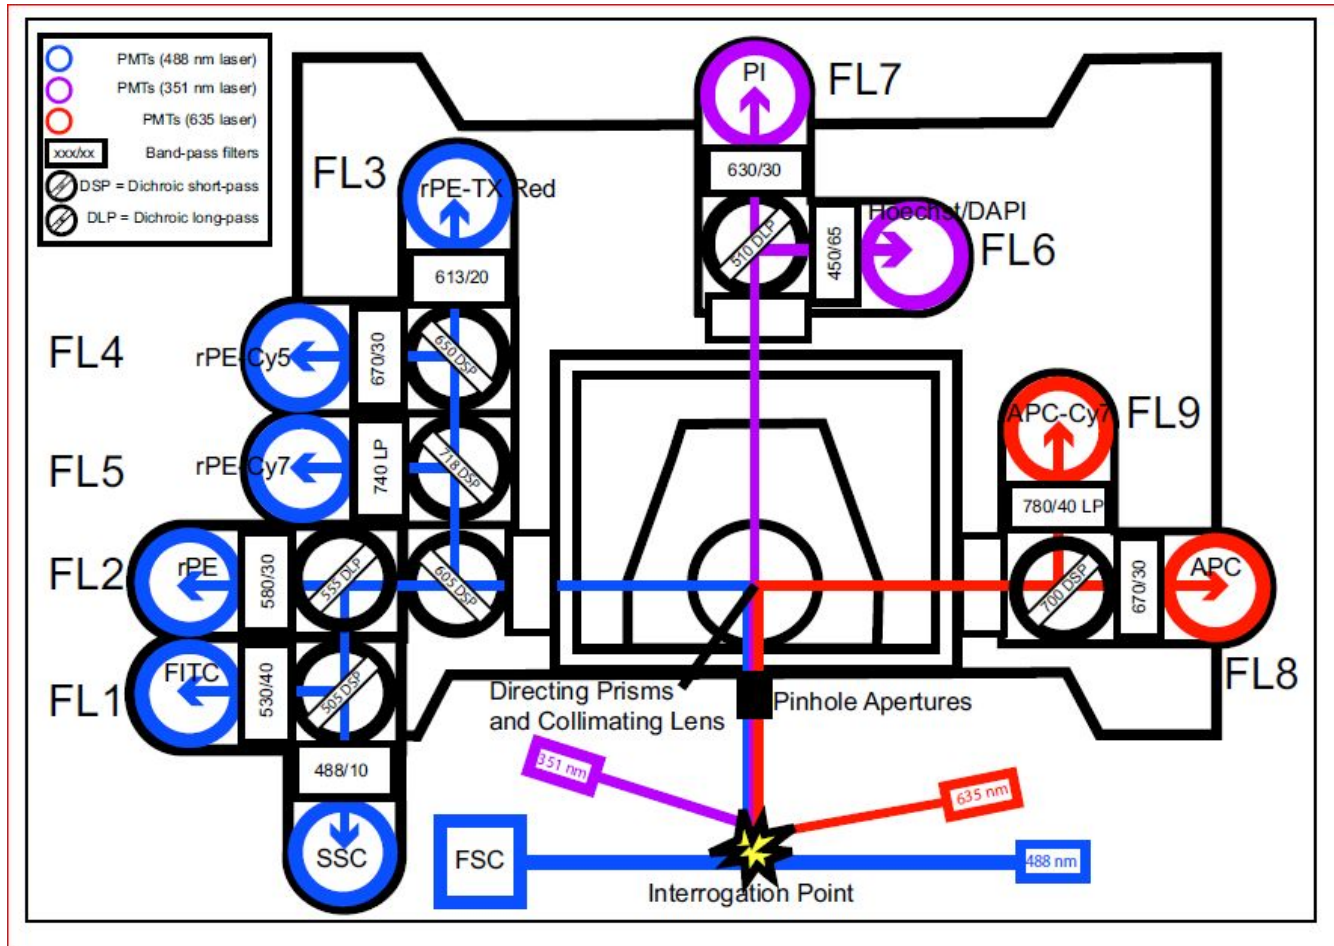 PMTs (488 nm laser)
PMTs (351 nm laser)
PMTs (635 laser)
xxx/xx
Band-pass filters
DSP = Dichroic short-pass
DLP = Dichroic long-pass
PI
FL7
630/30
510 DLP
450/65
Hoechst/DAPI
FL6
FL3
rPE-TX Red
613/20
650 DSP
FL4
rPE-Cy5
670/30
FL5
rPE-Cy7
740 LP
718 DSP
FL2
rPE
580/30
555 DLP
605 DSP
FL1
FITC
530/40
505 DSP
488/10
SSC
APC-Cy7
FL9
780/40 LP
700 DSP
670/30
APC
FL8
Directing Prisms
and Collimating Lens
Pinhole Apertures
351 nm
635 nm
FSC
488 nm
Interrogation Point